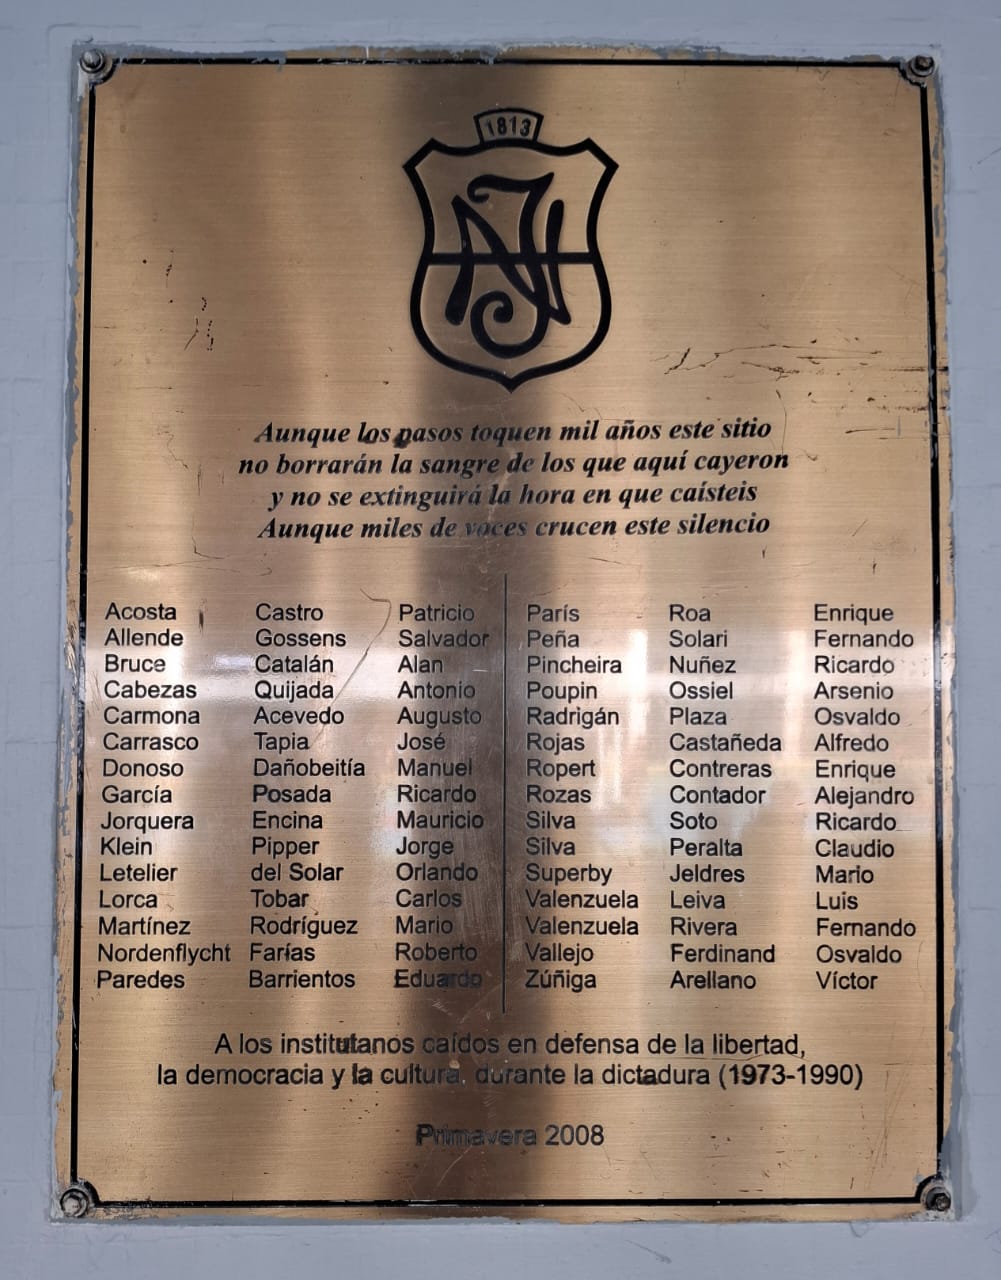 1813
IN
Aunque los pasos toquen mil años este sitio
no borrarán la sangre de los que aquí cayeron
y no se extinguirá la hora en que caísteis
Aunque miles de voces crucen este silencio
Acosta Castro Patricio
Allende Gossens Salvador
Bruce Catalán Alan
Cabezas Quijada Antonio
Carmona Acevedo Augusto
Carrasco Tapia José
Donoso Dañobeitía Manuel
García Posada Ricardo
Jorquera Encina Mauricio
Klein Pipper Jorge
Letelier del Solar Orlando
Lorca Tobar Carlos
Martínez Rodríguez Mario
Nordenflycht Farías Roberto
Paredes Barrientos Eduardo
París Roa Enrique
Peña Solari Fernando
Pincheira Nuñez Ricardo
Poupin Ossiel Arsenio
Radrigán Plaza Osvaldo
Rojas Castañeda Alfredo
Ropert Contreras Enrique
Rozas Contador Alejandro
Silva Soto Ricardo
Silva Peralta Claudio
Superby Jeldres Mario
Valenzuela Leiva Luis
Valenzuela Rivera Fernando
Vallejo Ferdinand Osvaldo
Zúñiga Arellano Víctor
A los institutanos caídos en defensa de la libertad,
la democracia y la cultura, durante la dictadura (1973-1990)
Primavera 2008